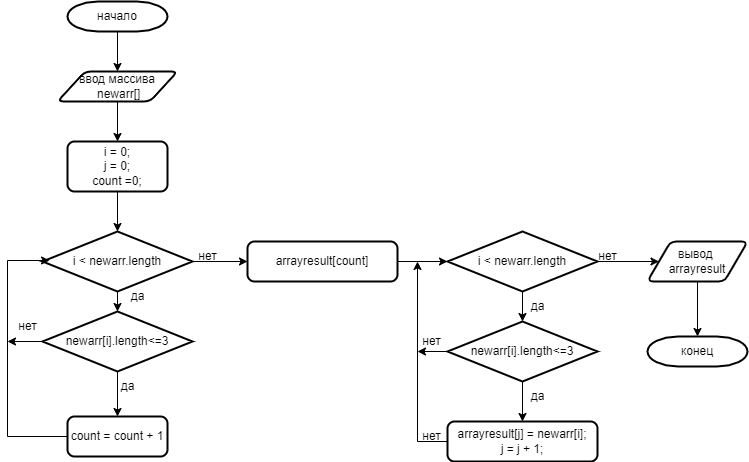 начало
ввод массива
newarr[]
i = 0;
j = 0;
count =0;
i < newarr.length
нет
да
newarr[i].length<=3
нет
да
count = count + 1
arrayresult[count]
i < newarr.length
нет
да
newarr[i].length<=3
нет
да
arrayresult[j] = newarr[i];
j = j + 1;
нет
вывод
arrayresult
конец